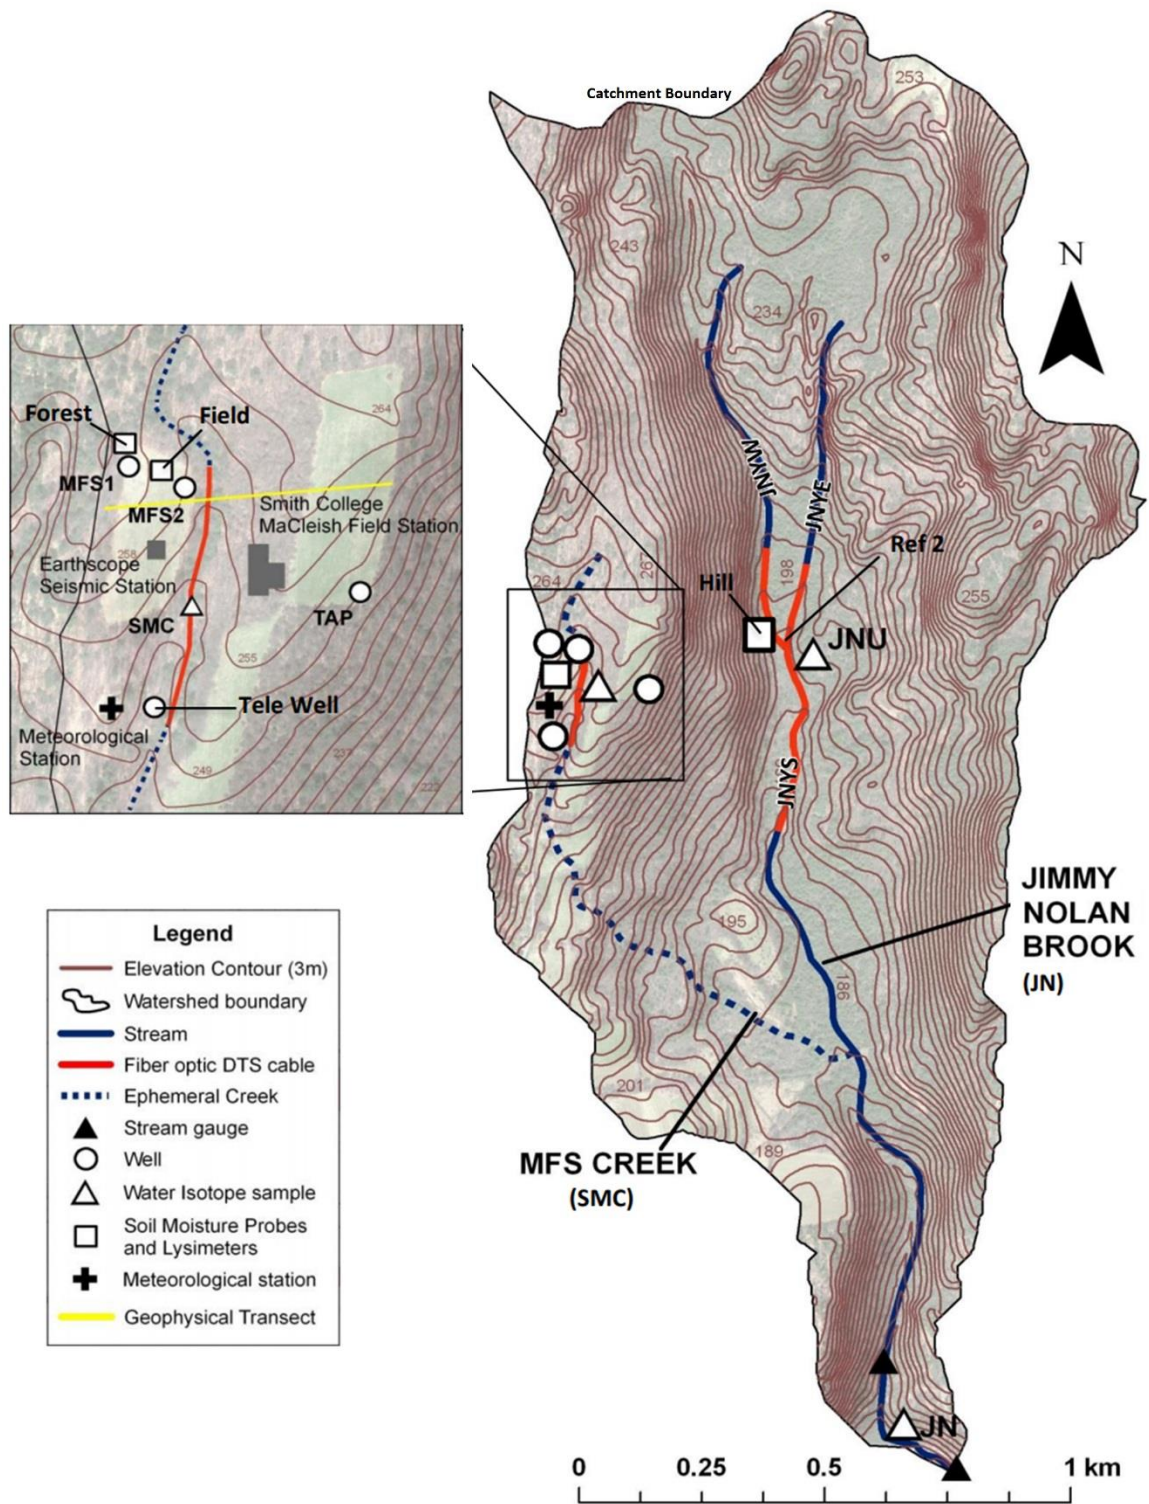 Catchment Boundary
253
N
243
234
264
Forest
Field
MFS1
MFS2
Smith College
MaCleish Field Station
258
Earthscope
Seismic Station
SMC
TAP
255
Tele Well
Meteorological
Station
249
237
222
JNYW
JNYE
Ref 2
198
Hill
264
267
255
JNU
JNYS
JIMMY
NOLAN
BROOK
(JN)
195
186
201
189
MFS CREEK
(SMC)
Legend
Elevation Contour (3m)
Watershed boundary
Stream
Fiber optic DTS cable
Ephemeral Creek
Stream gauge
Well
Water Isotope sample
Soil Moisture Probes
and Lysimeters
Meteorological station
Geophysical Transect
JN
0 0.25 0.5 1 km